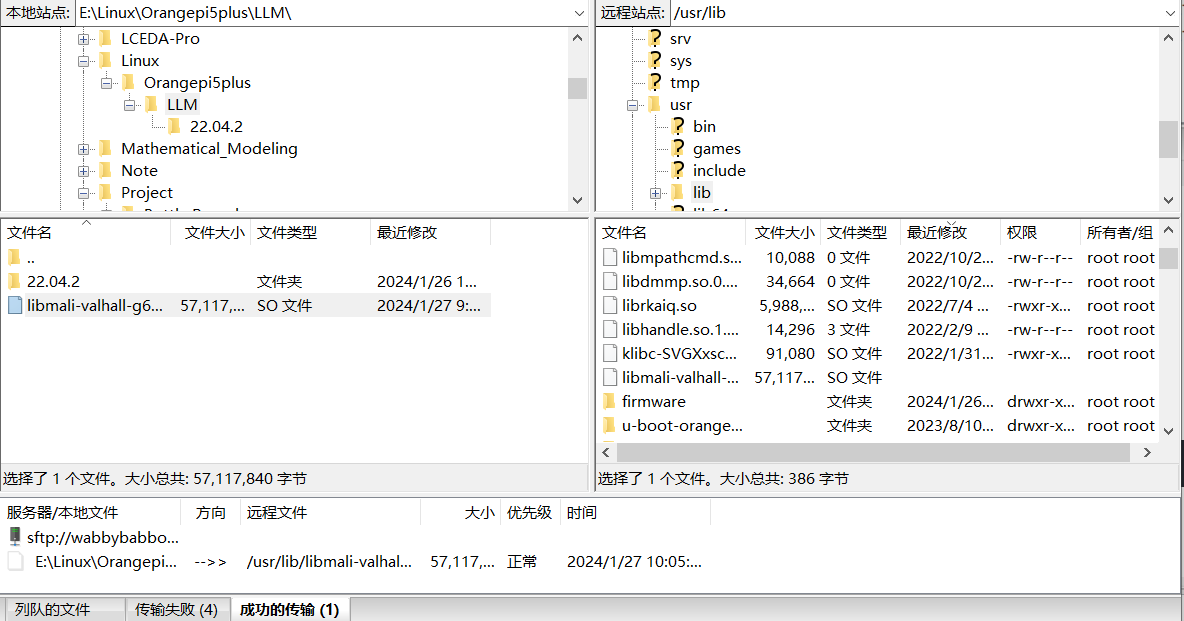 本地站点: E:\Linux\Orangepi5plus\LLM\
LCEDA-Pro
Linux
Orangepi5plus
LLM
22.04.2
Mathematical_Modeling
Note
Project
远程站点: /usr/lib
srv
sys
tmp
usr
bin
games
include
lib
文件名 文件大小 文件类型 最近修改
..
22.04.2 文件夹 2024/1/26 1...
libmali-valhall-g6... 57,117,... SO 文件 2024/1/27 9:...
选择了 1 个文件。大小总共: 57,117,840 字节
文件名 文件大小 文件类型 最近修改 权限 所有者/组
libmpathcmd.s... 10,088 0 文件 2022/10/2... -rw-r--r-- root root
libdmmp.so.0.... 34,664 0 文件 2022/10/2... -rw-r--r-- root root
librkaiq.so 5,988,... SO 文件 2022/7/4 ... -rwxr-x... root root
libhandle.so.1.... 14,296 3 文件 2022/2/9 ... -rw-r--r-- root root
klibc-SVGXxsc... 91,080 SO 文件 2022/1/31... -rwxr-x... root root
libmali-valhall-... 57,117... SO 文件
firmware 文件夹 2024/1/26... drwxr-x... root root
u-boot-orange... 文件夹 2023/8/10... drwxr-x... root root
选择了 1 个文件。大小总共: 386 字节
服务器/本地文件 方向 远程文件 大小 优先级 时间
sftp://wabbybabbo...
E:\Linux\Orangepi... -->> /usr/lib/libmali-valhal... 57,117,... 正常 2024/1/27 10:05:...
列队的文件 传输失败 (4) 成功的传输 (1)